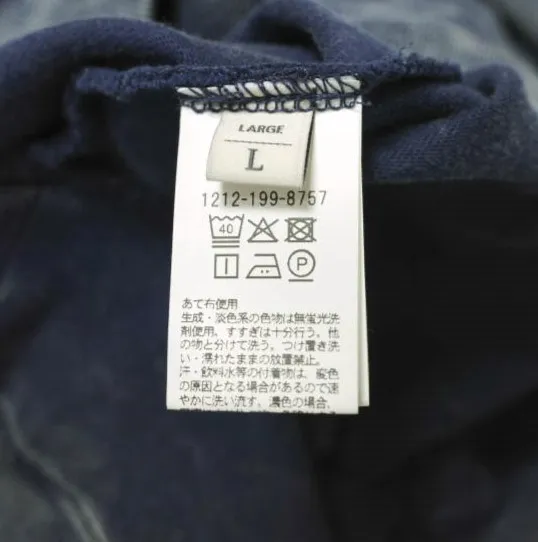 LARGE
L
1212-199-8757
40
P
あて布使用
生成・淡色系の色物は無蛍光洗
剤使用、すすぎは十分行う。他
の物と分けて洗う。つけ置き洗
い・濡れたままの放置禁止。
汗・飲料水等の付着物は、変色
の原因となる場合があるので速
やかに洗い流す。濃色の場合、